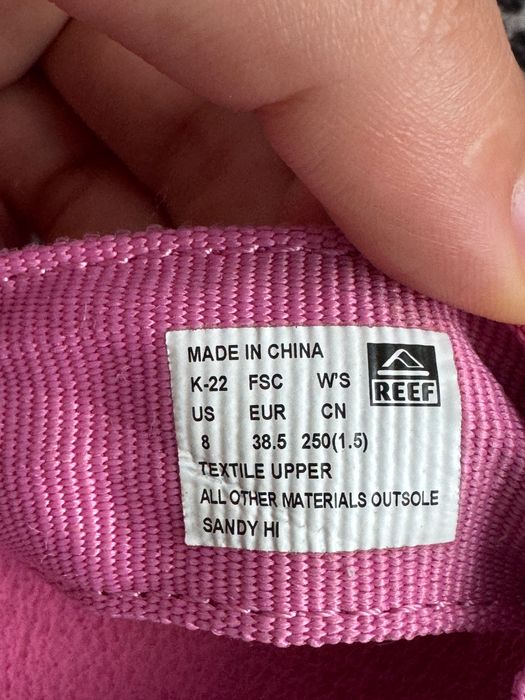 MADE IN CHINA
REEF
K-22 FSC W'S
US EUR CN
8 38.5 250(1.5)
TEXTILE UPPER
ALL OTHER MATERIALS OUTSOLE
SANDY HI